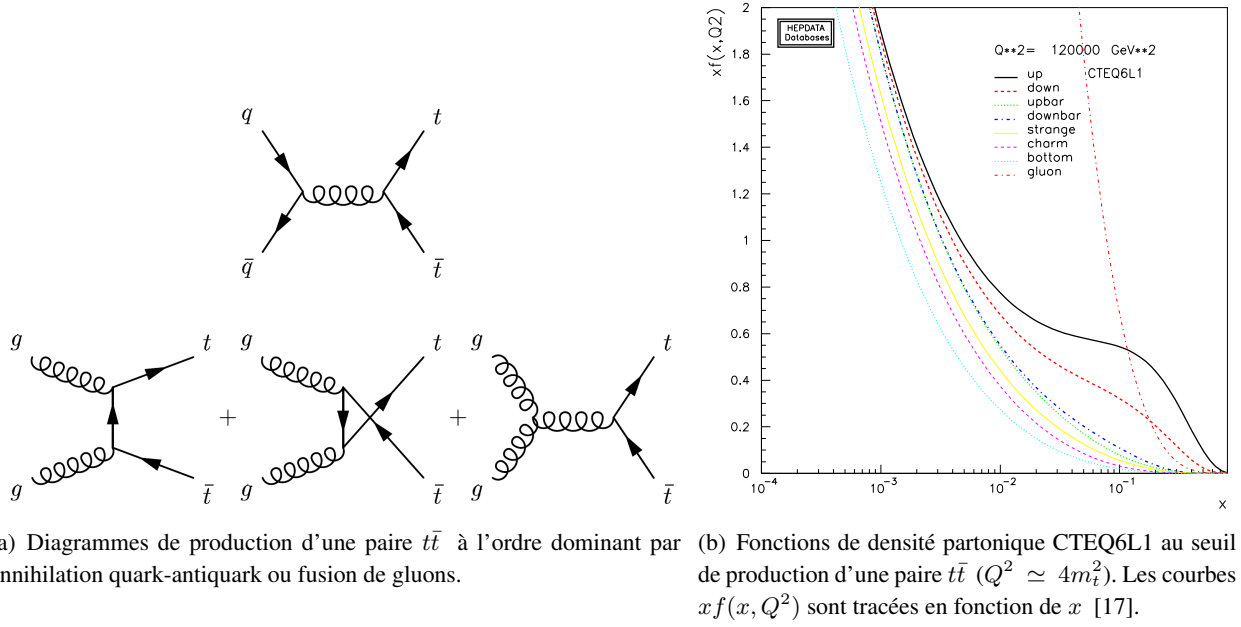 q
t
q̄
t̄
g
t
g
t
g
t
+
+
g
t̄
g
t̄
g
t̄
a) Diagrammes de production d'une paire tt̄ à l'ordre dominant par
nnihilation quark-antiquark ou fusion de gluons.
xf(x,Q2)
2
1.8
1.6
1.4
1.2
1
0.8
0.6
0.4
0.2
0
HEPDATA
Databases
Q**2= 120000 GeV**2
up CTEQ6L1
down
upbar
downbar
strange
charm
bottom
gluon
10⁻⁴ 10⁻³ 10⁻² 10⁻¹
x
(b) Fonctions de densité partonique CTEQ6L1 au seuil
de production d'une paire tt̄ (Q² ≃ 4m_t²). Les courbes
xf(x, Q²) sont tracées en fonction de x [17].